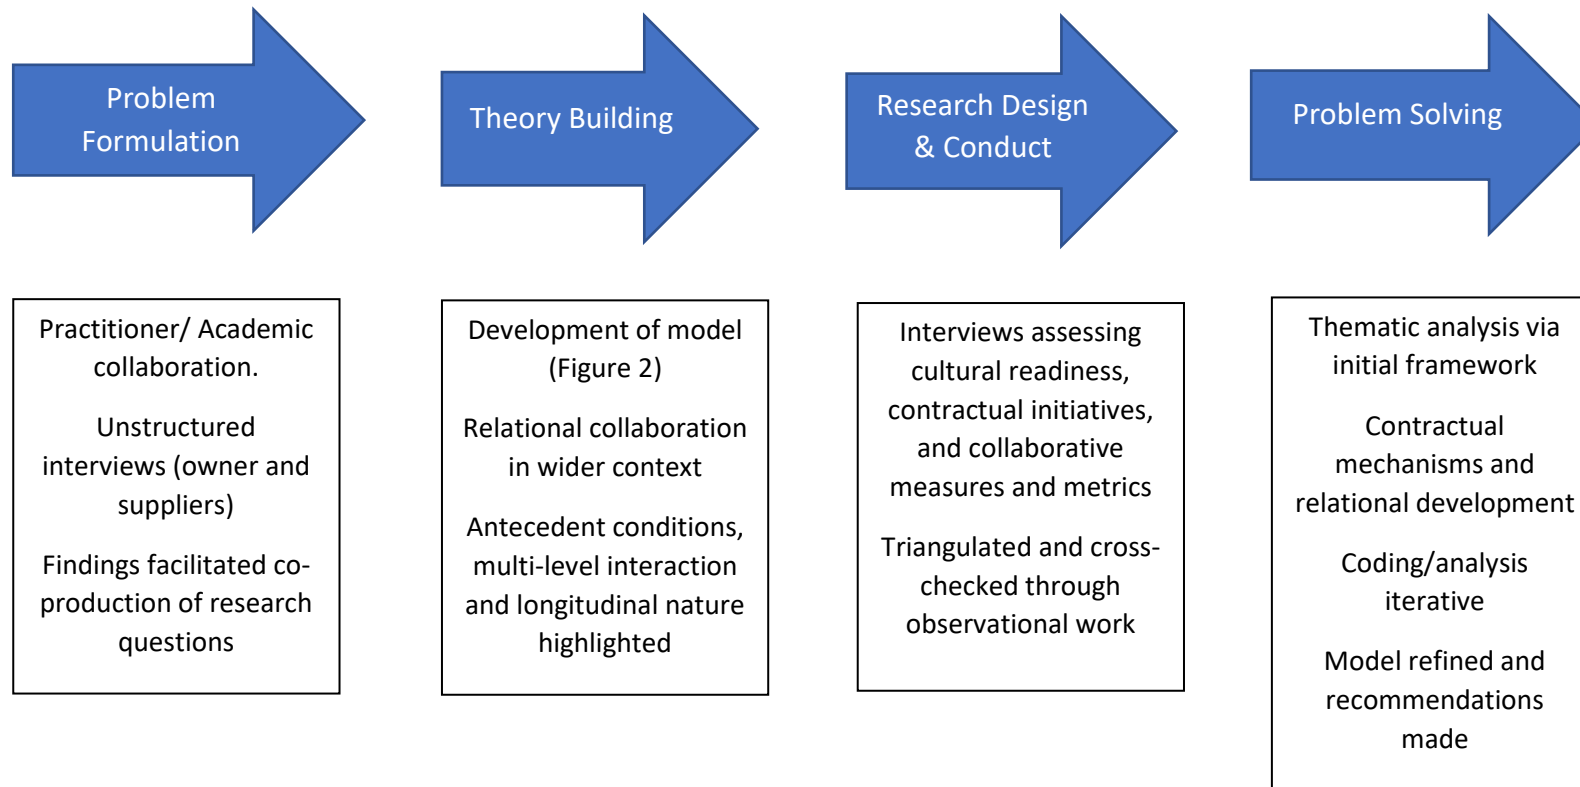 Problem
Formulation
Theory Building
Research Design
& Conduct
Problem Solving
Practitioner/ Academic
collaboration.
Unstructured
interviews (owner and
suppliers)
Findings facilitated co-
production of research
questions
Development of model
(Figure 2)
Relational collaboration
in wider context
Antecedent conditions,
multi-level interaction
and longitudinal nature
highlighted
Interviews assessing
cultural readiness,
contractual initiatives,
and collaborative
measures and metrics
Triangulated and cross-
checked through
observational work
Thematic analysis via
initial framework
Contractual
mechanisms and
relational development
Coding/analysis
iterative
Model refined and
recommendations
made